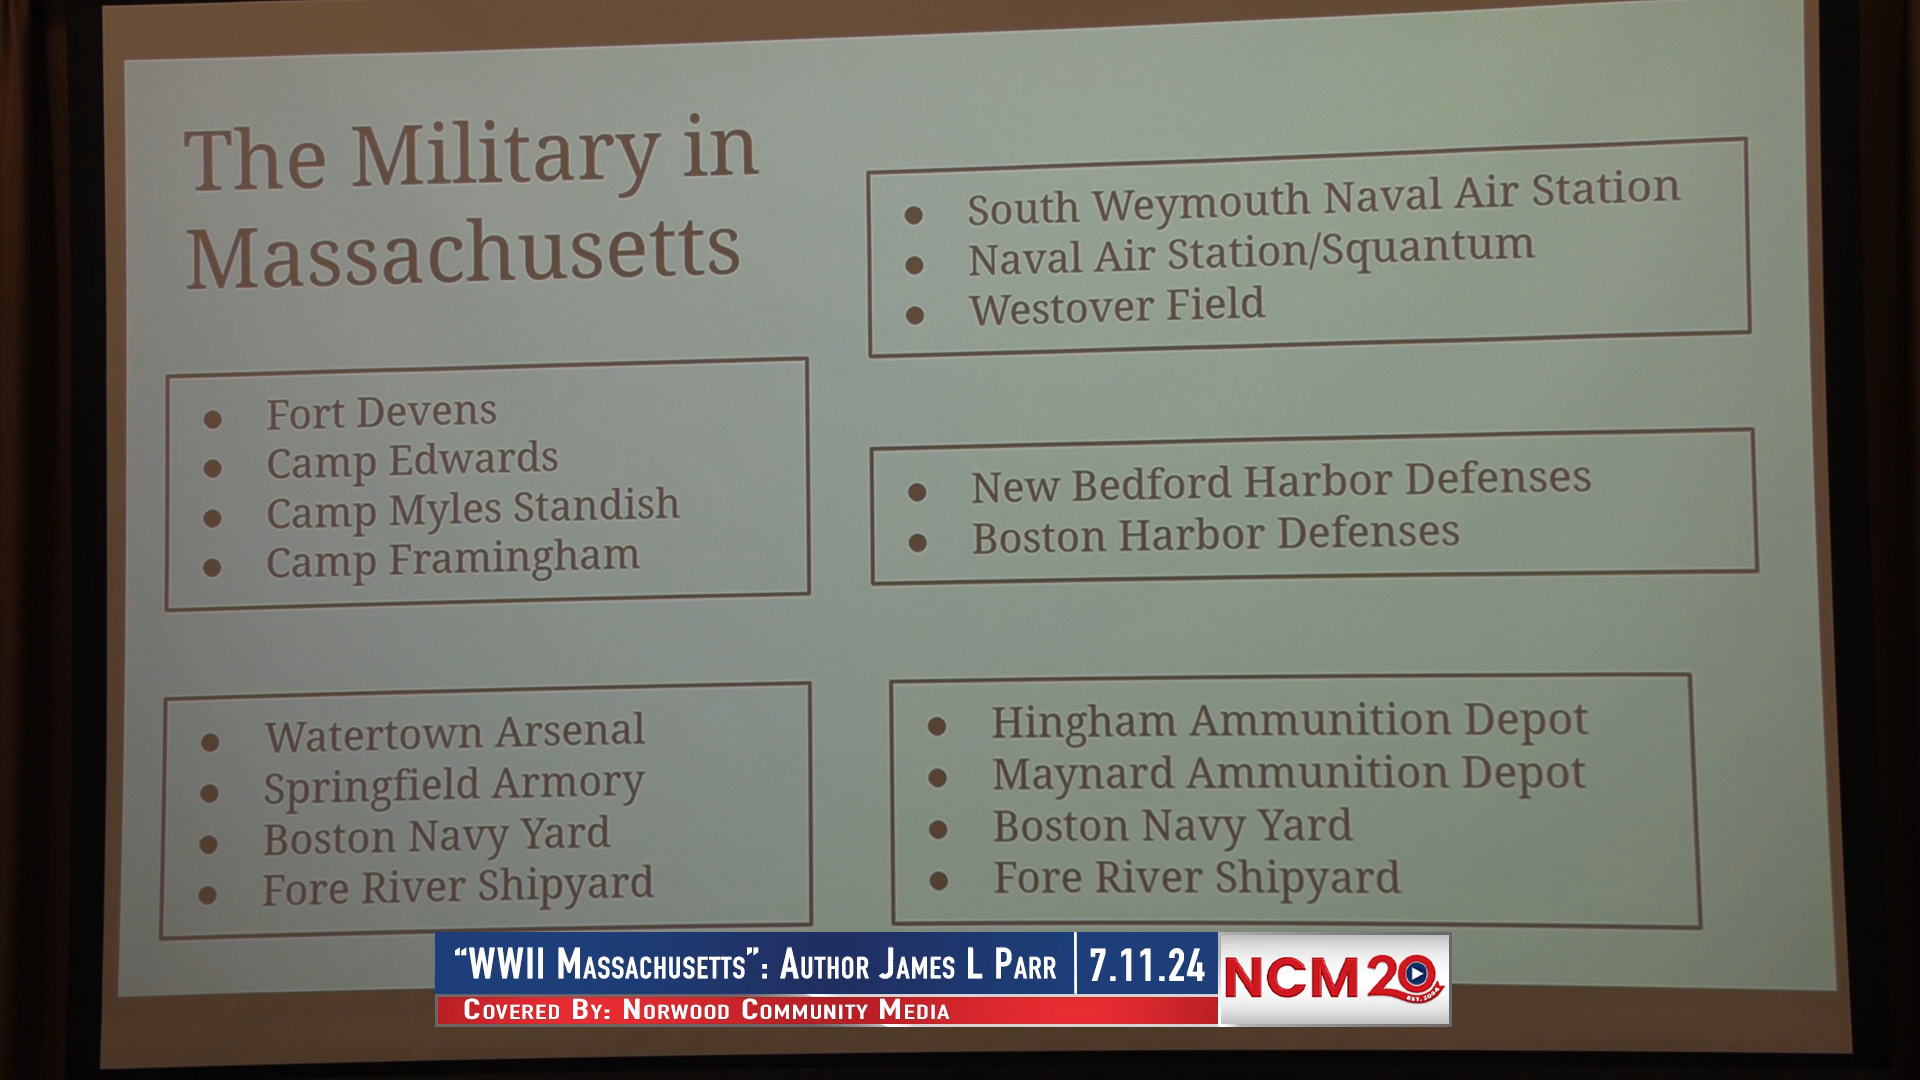 The Military in
Massachusetts
• Fort Devens
• Camp Edwards
• Camp Myles Standish
• Camp Framingham
• Watertown Arsenal
• Springfield Armory
• Boston Navy Yard
• Fore River Shipyard
• South Weymouth Naval Air Station
• Naval Air Station/Squantum
• Westover Field
• New Bedford Harbor Defenses
• Boston Harbor Defenses
• Hingham Ammunition Depot
• Maynard Ammunition Depot
• Boston Navy Yard
• Fore River Shipyard
“WWII Massachusetts”: Author James L Parr 7.11.24
Covered By: Norwood Community Media
NCM20
EST. 2004